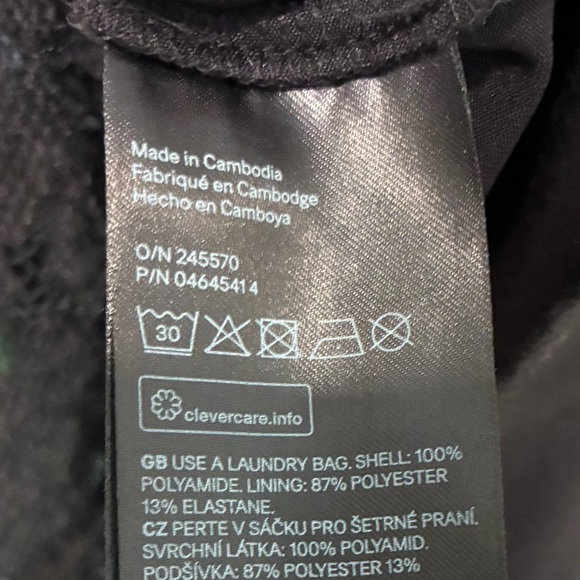 Made in Cambodia
Fabriqué en Cambodge
Hecho en Camboya
O/N 245570
P/N 04645414
30
clevercare.info
GB USE A LAUNDRY BAG. SHELL: 100%
POLYAMIDE. LINING: 87% POLYESTER
13% ELASTANE.
CZ PERTE V SÁČKU PRO ŠETRNÉ PRANÍ.
SVRCHNÍ LÁTKA: 100% POLYAMID.
PODŠÍVKA: 87% POLYESTER 13%